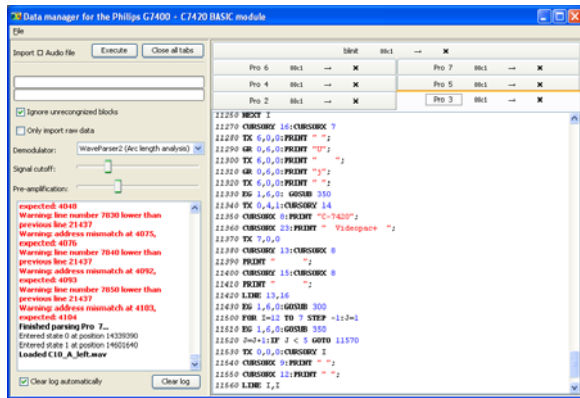 Data manager for the Philips G7400 + C7420 BASIC module
File
Import Audio file Execute Close all tabs
Ignore unrecongnized blocks
Only import raw data
Demodulator: WaveParser2 (Arc length analysis)
Signal cutoff:
Pre-amplification:
expected: 4048
Warning: line number 7830 lower than
previous line 21437
Warning: address mismatch at 4075,
expected: 4076
Warning: line number 7840 lower than
previous line 21437
Warning: address mismatch at 4092,
expected: 4093
Warning: line number 7850 lower than
previous line 21437
Warning: address mismatch at 4103,
expected: 4104
Finished parsing Pro 7...
Entered state 0 at position 14339390
Entered state 1 at position 14601640
Loaded C10_A_left.wav
Clear log automatically Clear log
→ ×
Pro 6 → × Pro 7 → ×
Pro 4 → × Pro 5 → ×
Pro 2 → × Pro 3 → ×
11250 NEXT I
11270 CURSORY 16:CURSORX 7
11280 TX 6,0,0:PRINT " ";
11290 GR 0,6,0:PRINT "U";
11300 TX 6,0,0:PRINT " ";
11310 GR 0,6,0:PRINT "j";
11320 TX 6,0,0:PRINT " ";
11330 EG 1,6,0: GOSUB 350
11340 TX 0,4,1:CURSORY 14
11350 CURSORX 8:PRINT "C-7420";
11360 CURSORX 23:PRINT " Videopac+ ";
11370 TX 7,0,0
11380 CURSORY 13:CURSORX 8
11390 PRINT " ";
11400 CURSORY 15:CURSORX 8
11410 PRINT " ";
11420 LINE 13,16
11430 EG 1,6,0:GOSUB 300
11500 FOR I=12 TO 7 STEP -1:J=1
11510 EG 1,6,0:GOSUB 350
11520 J=J+1:IF J < 5 GOTO 11570
11530 TX 0,0,0:CURSORY I
11540 CURSORX 9:PRINT " ";
11550 CURSORX 12:PRINT " ";
11560 LINE I,I